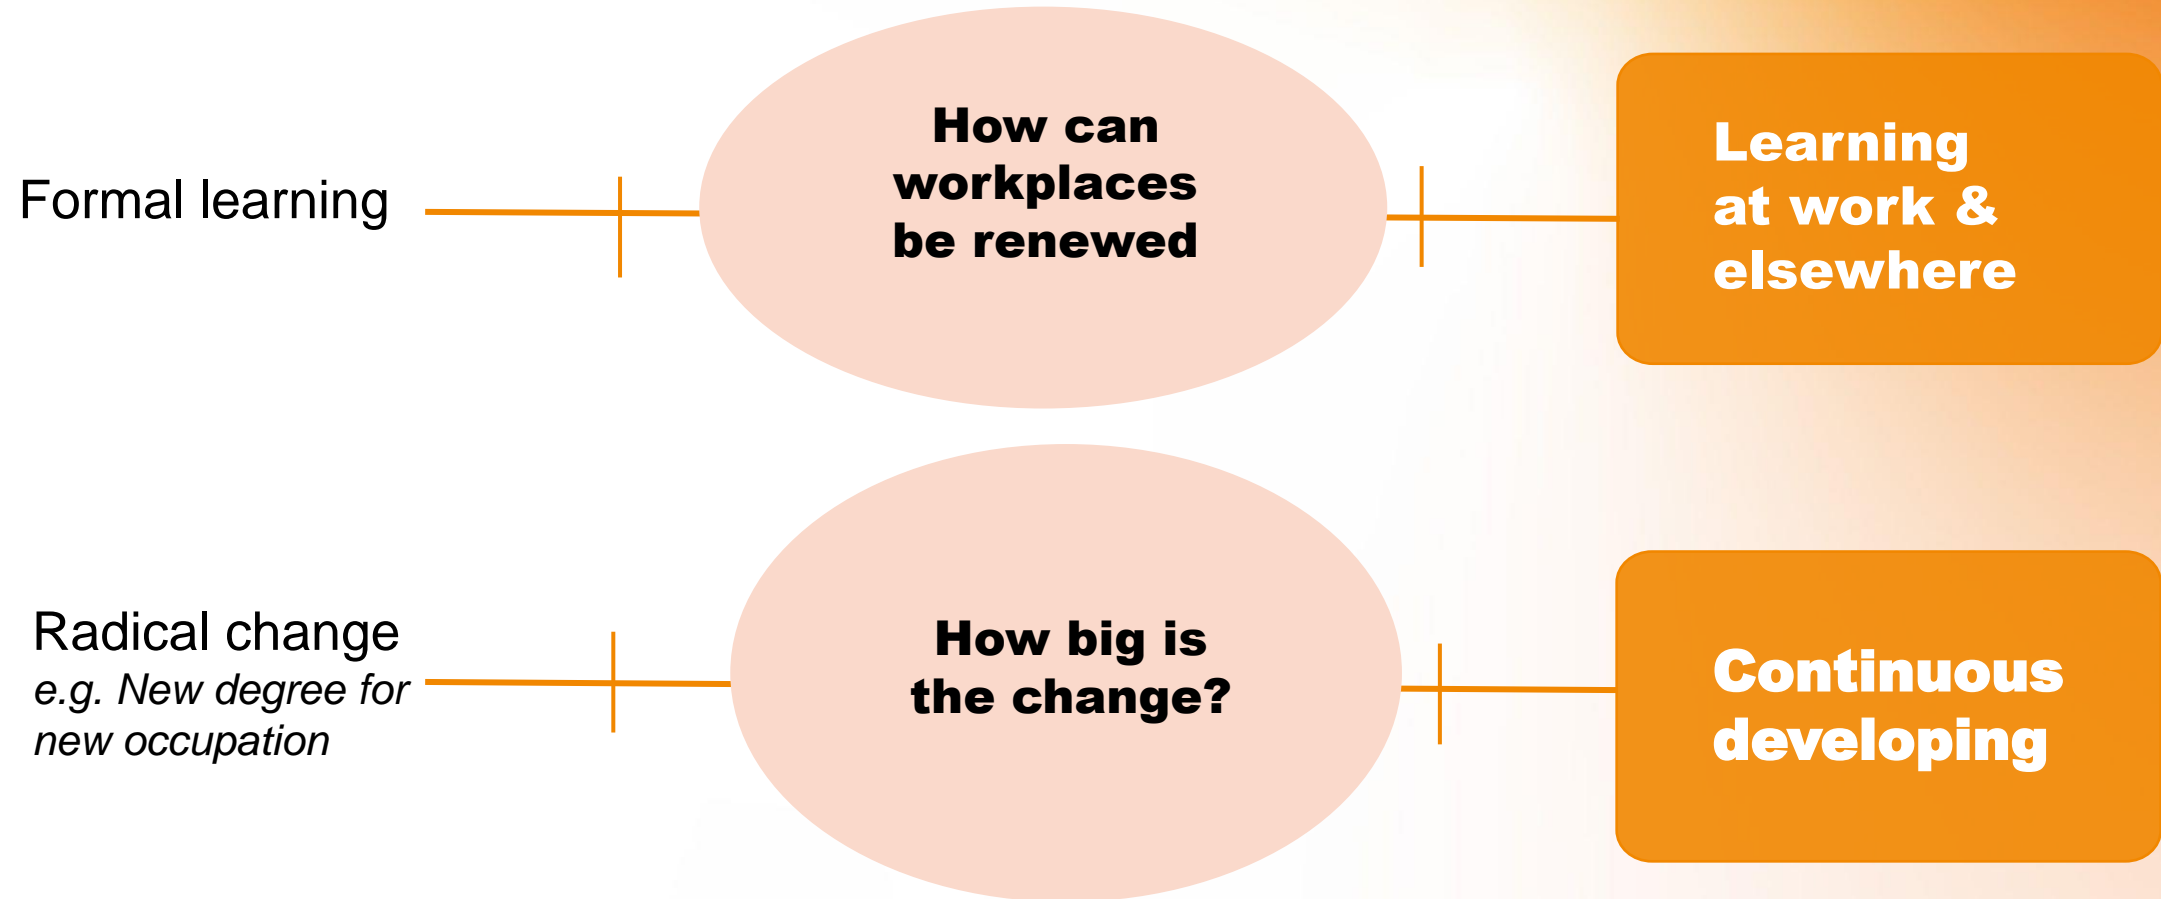 Formal learning
How can
workplaces
be renewed
Learning
at work &
elsewhere
Radical change
e.g. New degree for
new occupation
How big is
the change?
Continuous
developing